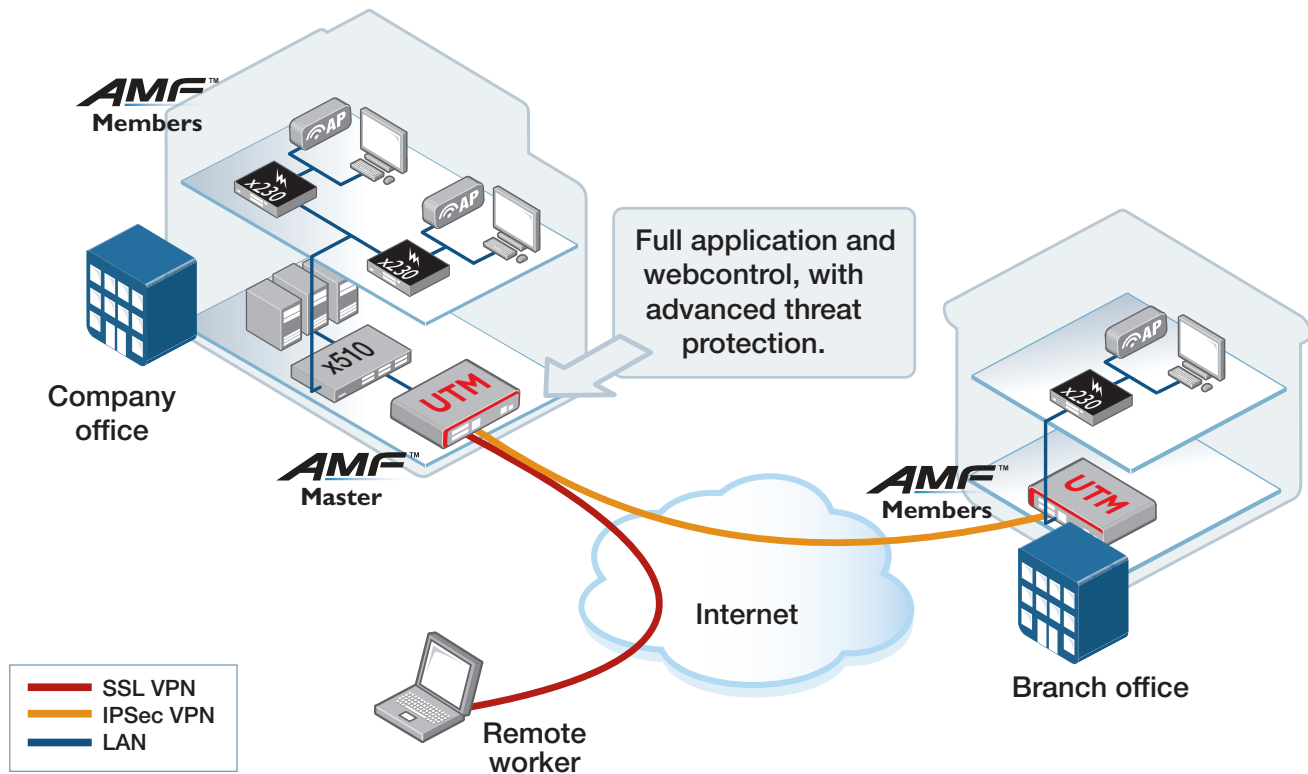 AMF™
Members
AP
x230
AP
x230
Full application and
webcontrol, with
advanced threat
protection.
x510
UTM
Company
office
AMF™
Master
AP
x230
AMF™
Members
UTM
Internet
Branch office
Remote
worker
SSL VPN
IPSec VPN
LAN